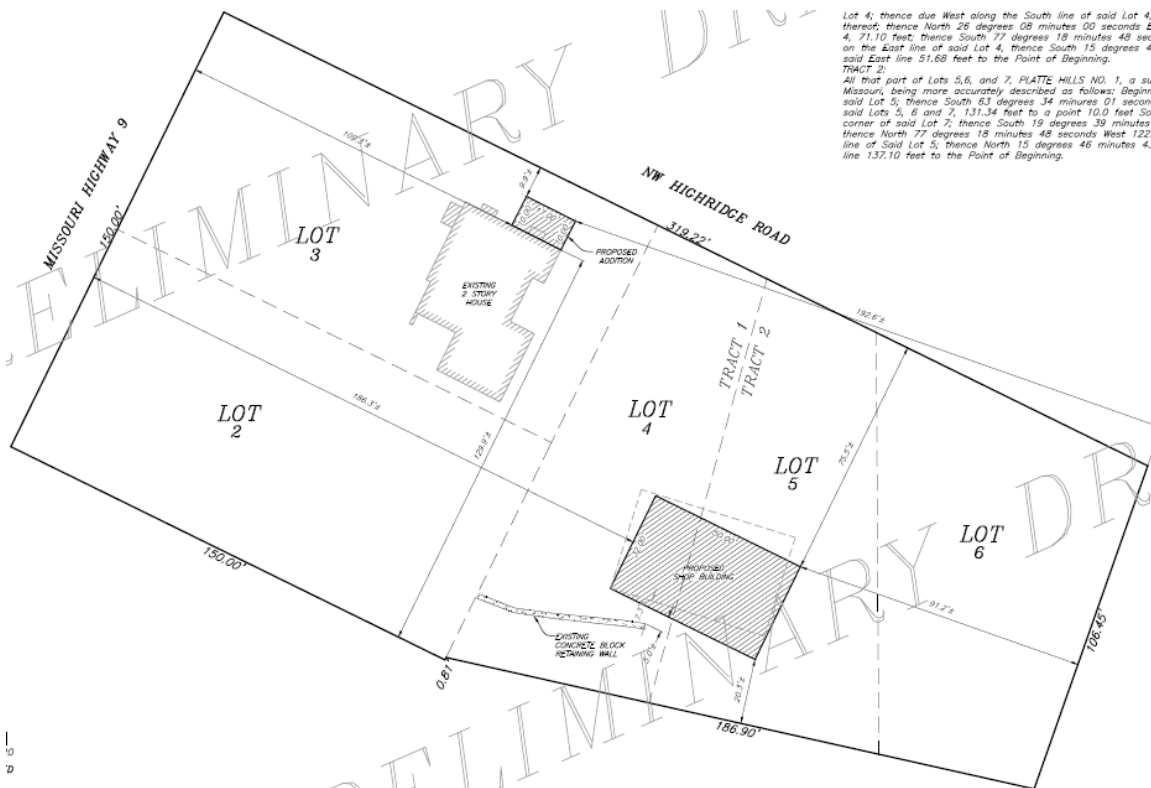 Lot 4; thence due West along the South line of said Lot 4,
thereof; thence North 26 degrees 08 minutes 00 seconds
4, 71.10 feet; thence South 77 degrees 18 minutes 48
on the East line of said Lot 4, thence South 15 degrees
said East line 51.68 feet to the Point of Beginning.
TRACT 2:
All that part of Lots 5,6, and 7, PLATTE HILLS NO. 1, a
Missouri, being more accurately described as follows:
said Lot 5; thence South 63 degrees 34 minures 01
said Lots 5, 6 and 7, 131.34 feet to a point 10.0 feet
corner of said Lot 7; thence South 19 degrees 39 minutes
thence North 77 degrees 18 minutes 48 seconds West
line of Said Lot 5; thence North 15 degrees 46 minutes
line 137.10 feet to the Point of Beginning.
MISSOURI HIGHWAY 9
150.00'
NW HIGHRIDGE ROAD
319.22'
9.9'±
10.00'
10.00'
PROPOSED
ADDITION
LOT
3
EXISTING
2 STORY
HOUSE
192.6'±
TRACT 1
TRACT 2
186.3'±
LOT
2
LOT
4
129.9'±
75.5'±
LOT
5
LOT
6
50.00'
PROPOSED
SHOP BUILDING
91.2'±
106.45'
150.00'
EXISTING
CONCRETE BLOCK
RETAINING WALL
5.0'±
20.3'±
0.81'
186.90'
PRELIMINARY